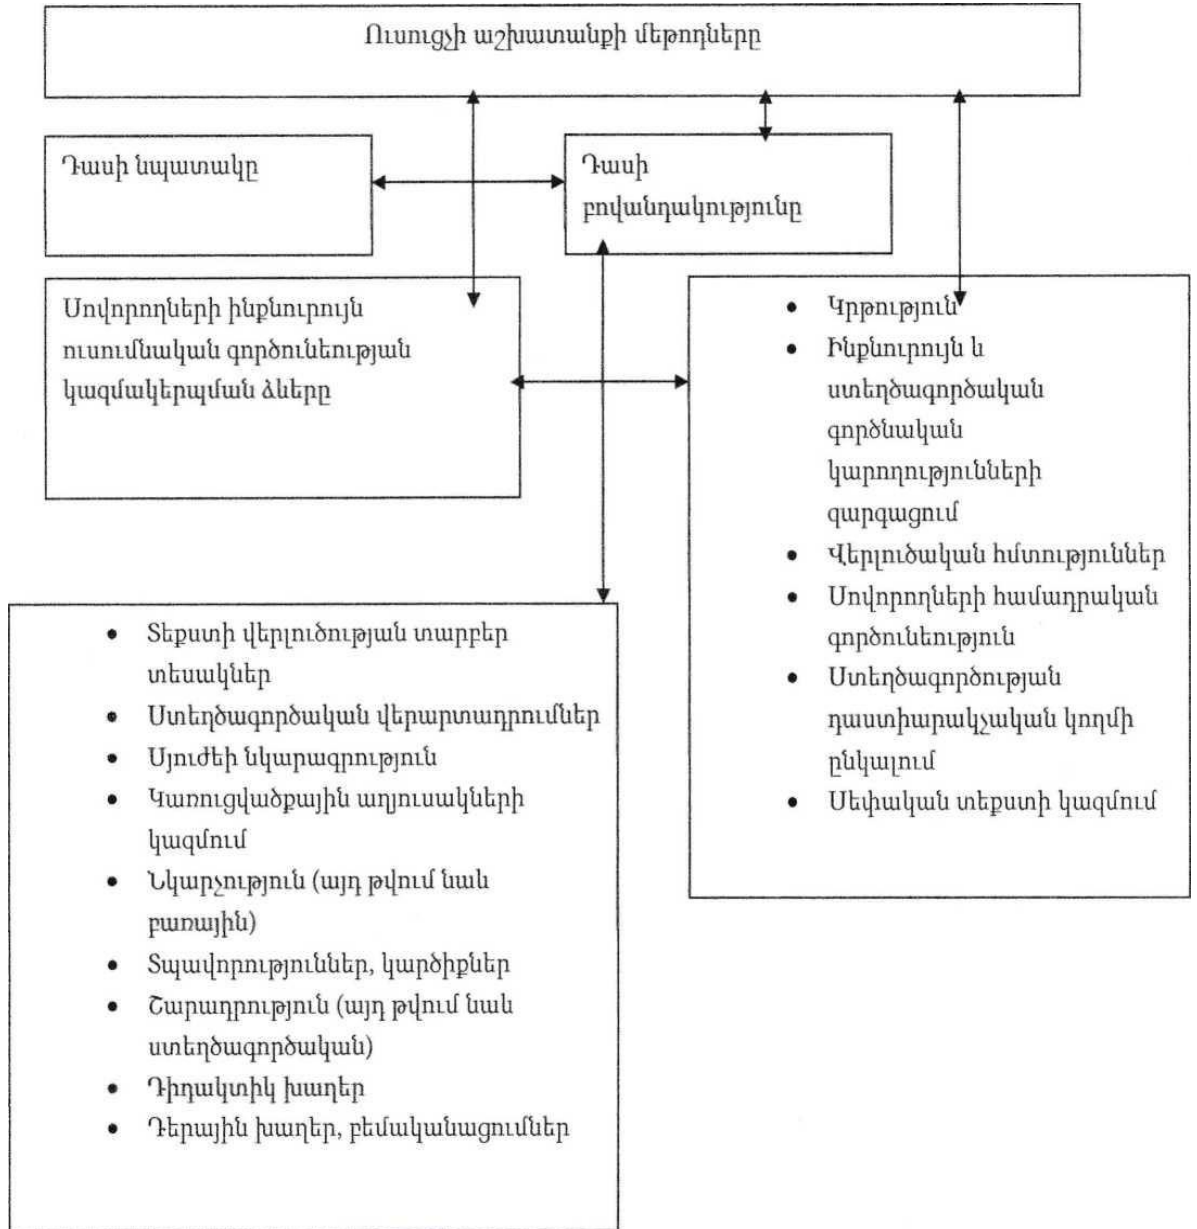 Ուսուցչի աշխատանքի մեթոդները
Դասի նպատակը
Դասի
բովանդակությունը
Սովորողների ինքնուրույն
ուսումնական գործունեության
կազմակերպման ձևերը
• Կրթություն
• Ինքնուրույն և
ստեղծագործական
գործնական
կարողությունների
զարգացում
• Վերլուծական հմտություններ
• Սովորողների համադրական
գործունեություն
• Ստեղծագործության
դաստիարակչական կողմի
ընկալում
• Սեփական տեքստի կազմում
• Տեքստի վերլուծության տարբեր
տեսակներ
• Ստեղծագործական վերարտադրումներ
• Սյուժեի նկարագրություն
• Կառուցվածքային աղյուսակների
կազմում
• Նկարչություն (այդ թվում նաև
բառային)
• Տպավորություններ, կարծիքներ
• Շարադրություն (այդ թվում նաև
ստեղծագործական)
• Դիդակտիկ խաղեր
• Դերային խաղեր, բեմականացումներ